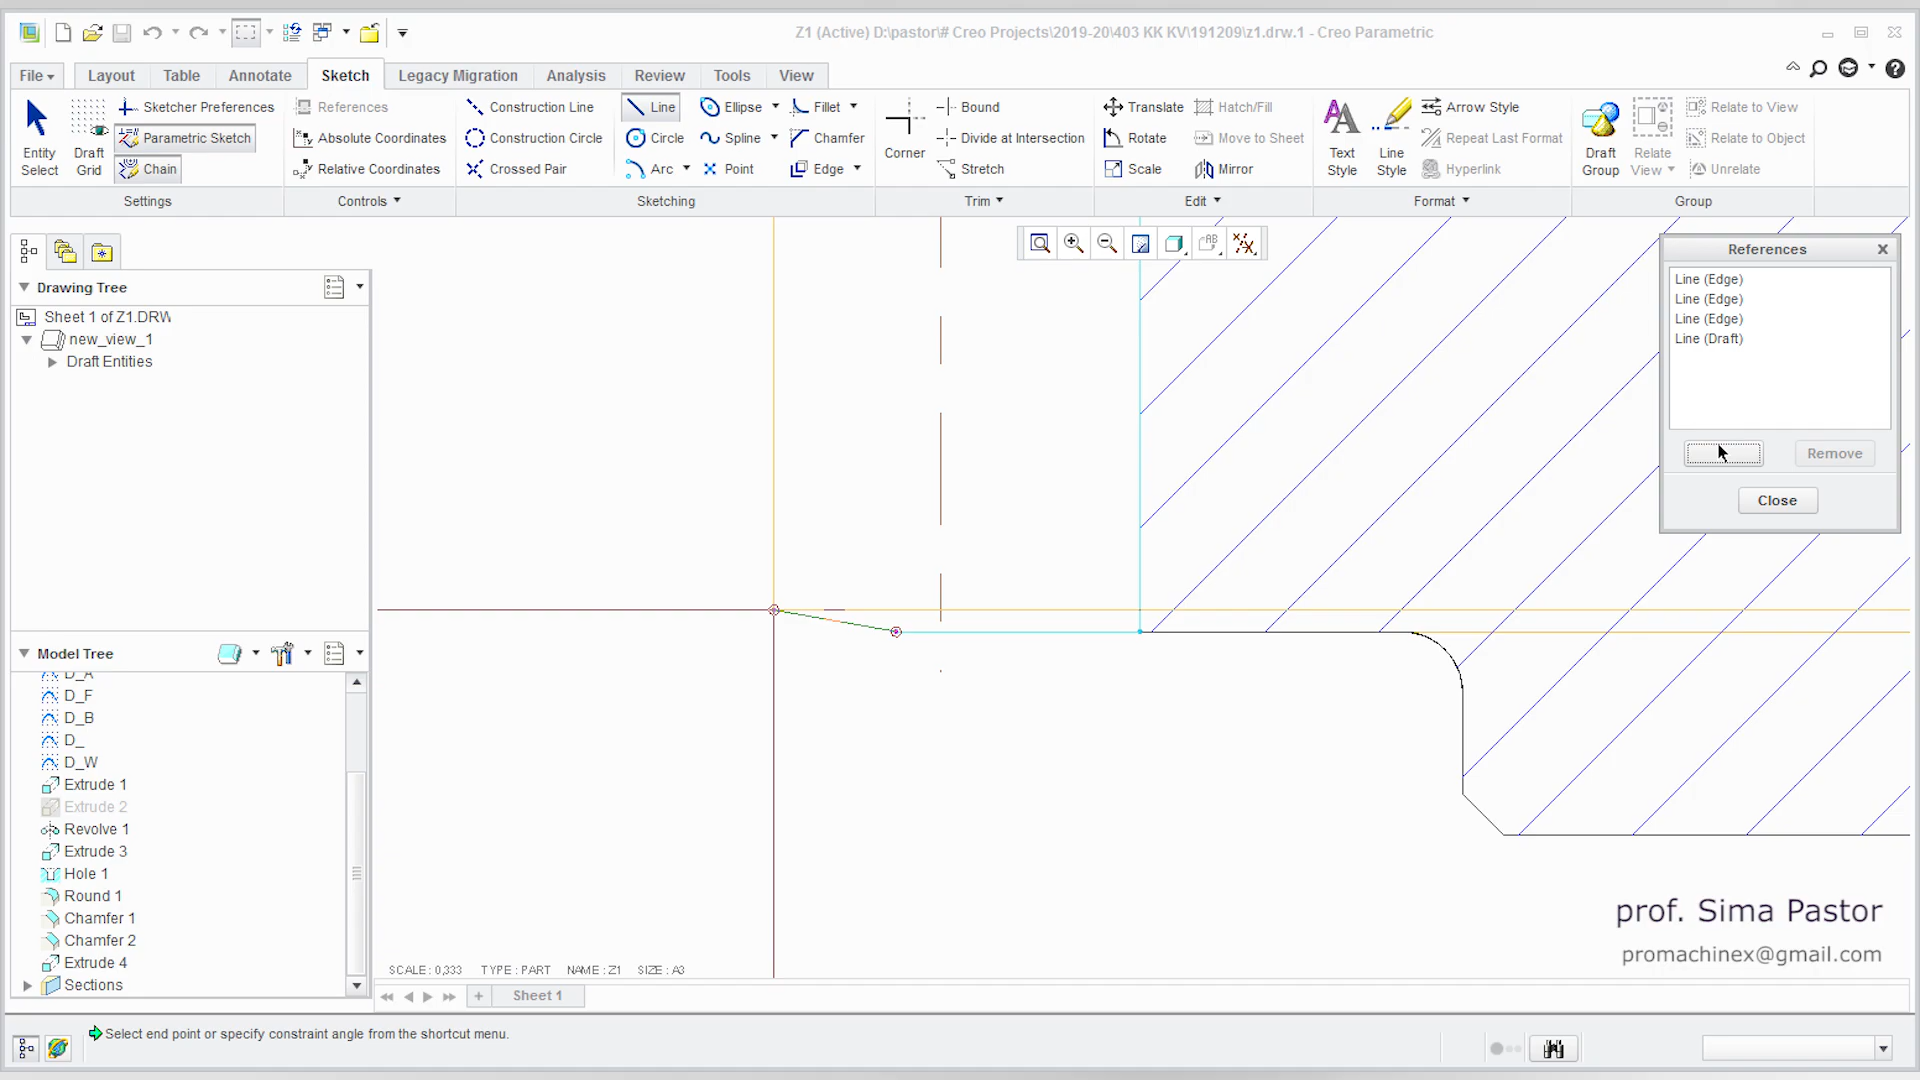 Z1 (Active) D:\pastor\# Creo Projects\2019-20\403 KK KV\191209\z1.drw.1 - Creo Parametric
File Layout Table Annotate Sketch Legacy Migration Analysis Review Tools View
Entity Select
Draft Grid
Sketcher Preferences
Parametric Sketch
Chain
Settings
References
Absolute Coordinates
Relative Coordinates
Controls
Construction Line
Construction Circle
Crossed Pair
Line
Circle
Arc
Ellipse
Spline
Point
Fillet
Chamfer
Edge
Sketching
Corner
Bound
Divide at Intersection
Stretch
Trim
Translate
Rotate
Scale
Hatch/Fill
Move to Sheet
Mirror
Edit
Text Style
Line Style
Arrow Style
Repeat Last Format
Hyperlink
Format
Draft Group
Relate View
Relate to View
Relate to Object
Unrelate
Group
Drawing Tree
Sheet 1 of Z1.DRW
new_view_1
Draft Entities
Model Tree
D_A
D_F
D_B
D_
D_W
Extrude 1
Extrude 2
Revolve 1
Extrude 3
Hole 1
Round 1
Chamfer 1
Chamfer 2
Extrude 4
Sections
References
Line (Edge)
Line (Edge)
Line (Edge)
Line (Draft)
Remove
Close
prof. Sima Pastor
promachinex@gmail.com
SCALE : 0,333 TYPE : PART NAME : Z1 SIZE : A3
Sheet 1
Select end point or specify constraint angle from the shortcut menu.